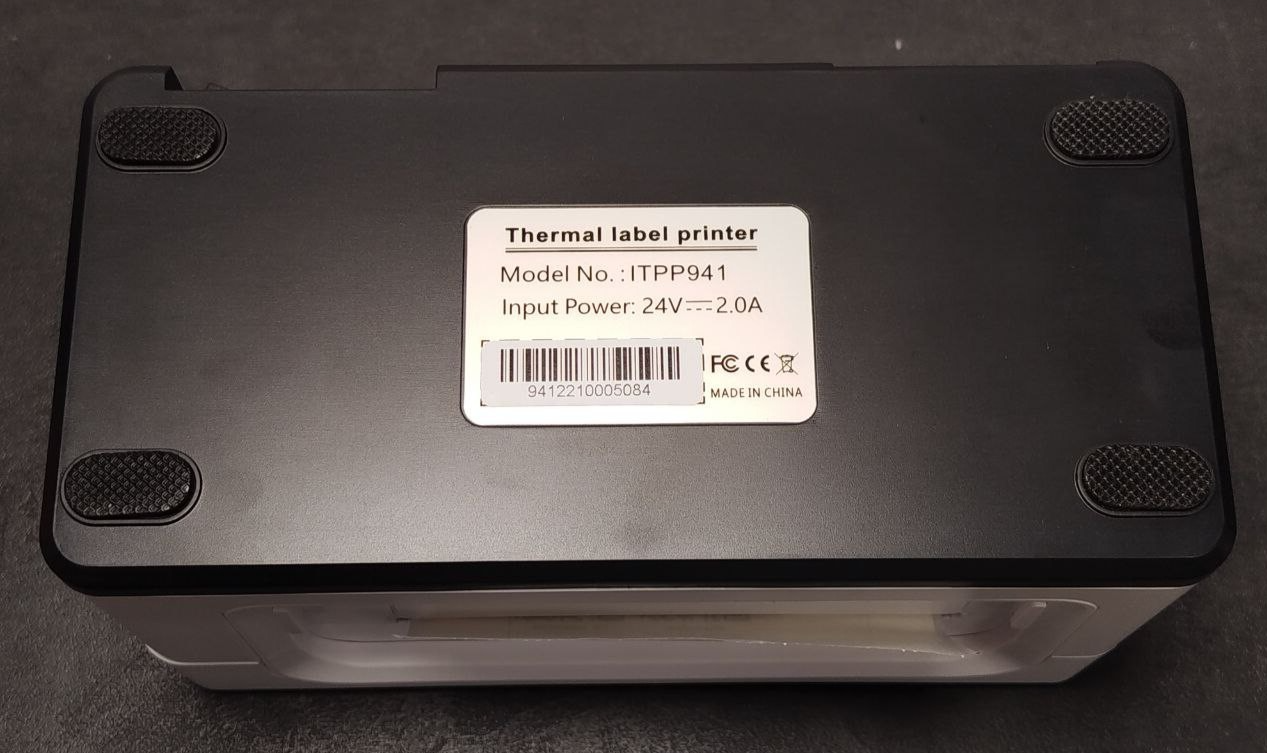 Thermal label printer
Model No. : ITPP941
Input Power: 24V⎓2.0A
9412210005084
FC CE
MADE IN CHINA